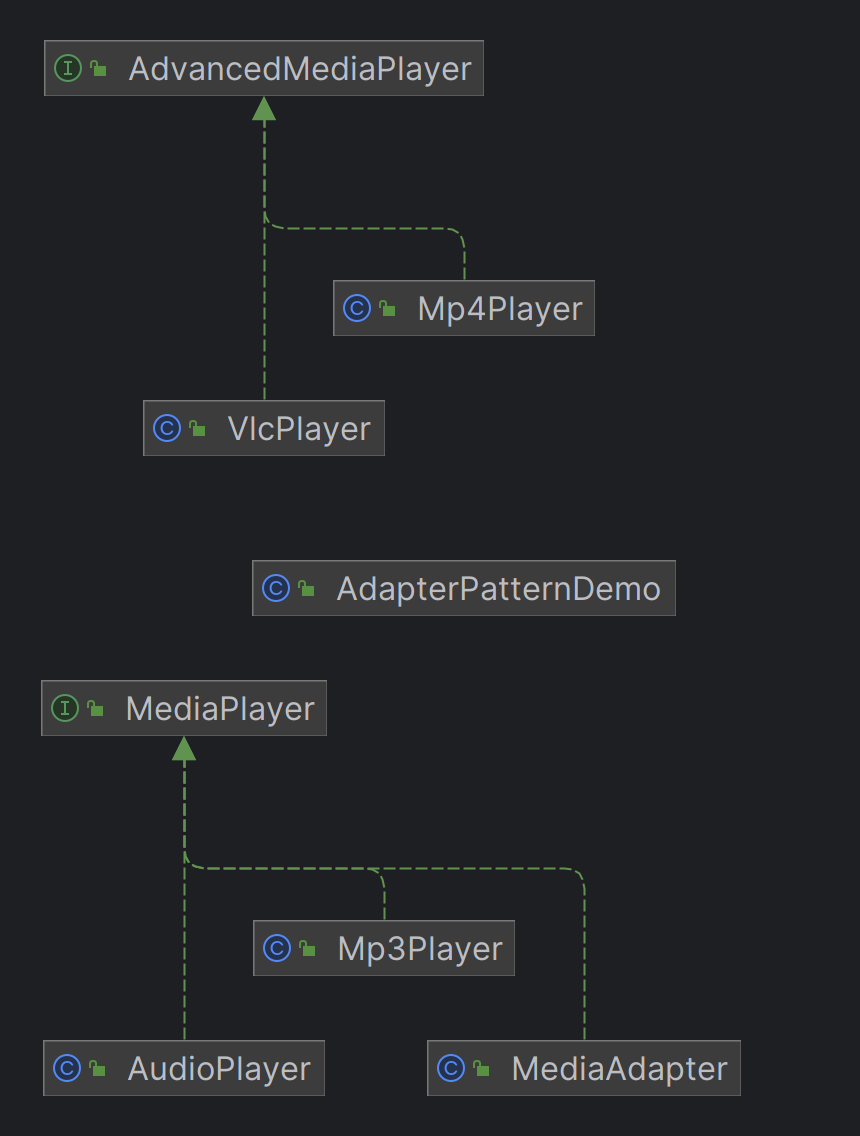 I AdvancedMediaPlayer
C Mp4Player
C VlcPlayer
C AdapterPatternDemo
I MediaPlayer
C Mp3Player
C AudioPlayer
C MediaAdapter